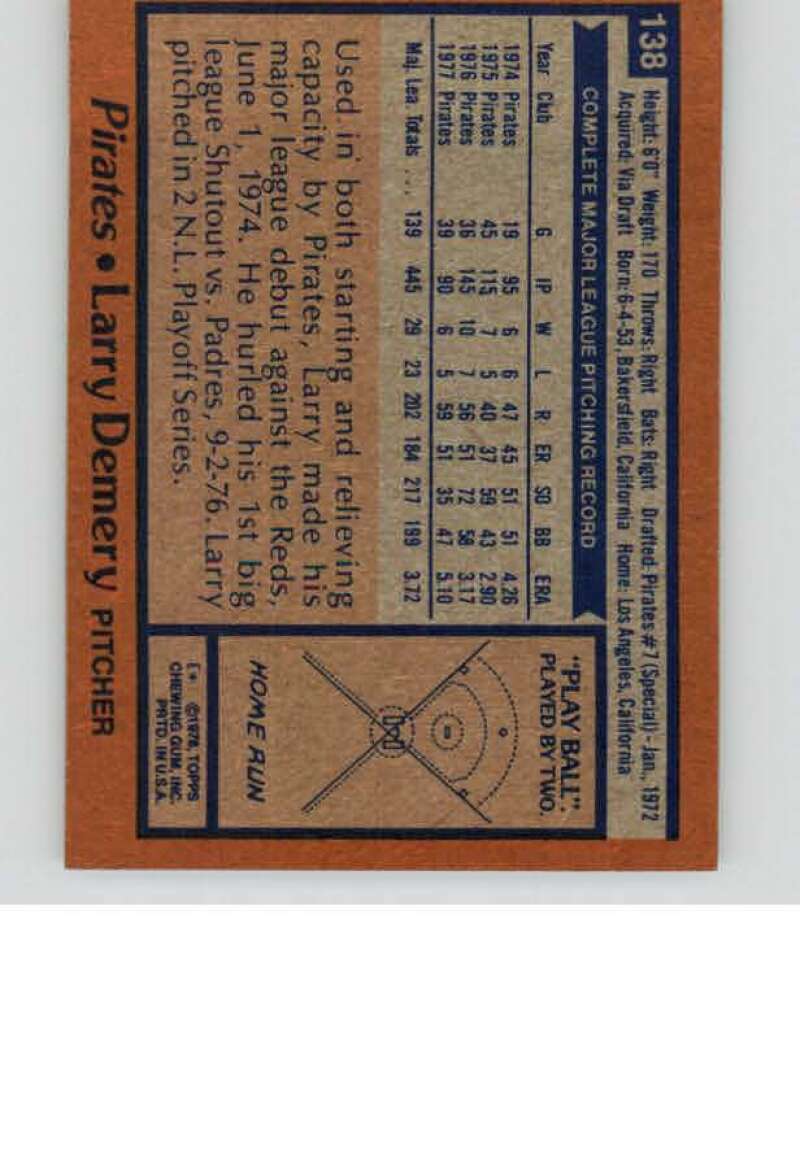 138
Height: 6'0" Weight: 170 Throws: Right Bats: Right Drafted: Pirates #7 (Special) - Jan., 1972
Acquired: Via Draft Born: 6-4-53, Bakersfield, California Home: Los Angeles, California
COMPLETE MAJOR LEAGUE PITCHING RECORD
Year Club G IP W L R ER SO BB ERA
1974 Pirates 19 95 6 6 47 45 51 51 4.26
1975 Pirates 45 115 7 5 40 37 59 43 2.90
1976 Pirates 36 145 10 7 56 51 72 58 3.17
1977 Pirates 39 90 6 5 59 51 35 47 5.10
Maj. Lea. Totals ... 139 445 29 23 202 184 217 199 3.72
Used in both starting and relieving
capacity by Pirates, Larry made his
major league debut against the Reds,
June 1, 1974. He hurled his 1st big
league Shutout vs. Padres, 9-2-76. Larry
pitched in 2 N.L. Playoff Series.
"PLAY BALL".
PLAYED BY TWO.
HOME RUN
E* ©1978, TOPPS
CHEWING GUM, INC.
PRTD. IN U.S.A.
Pirates • Larry Demery PITCHER